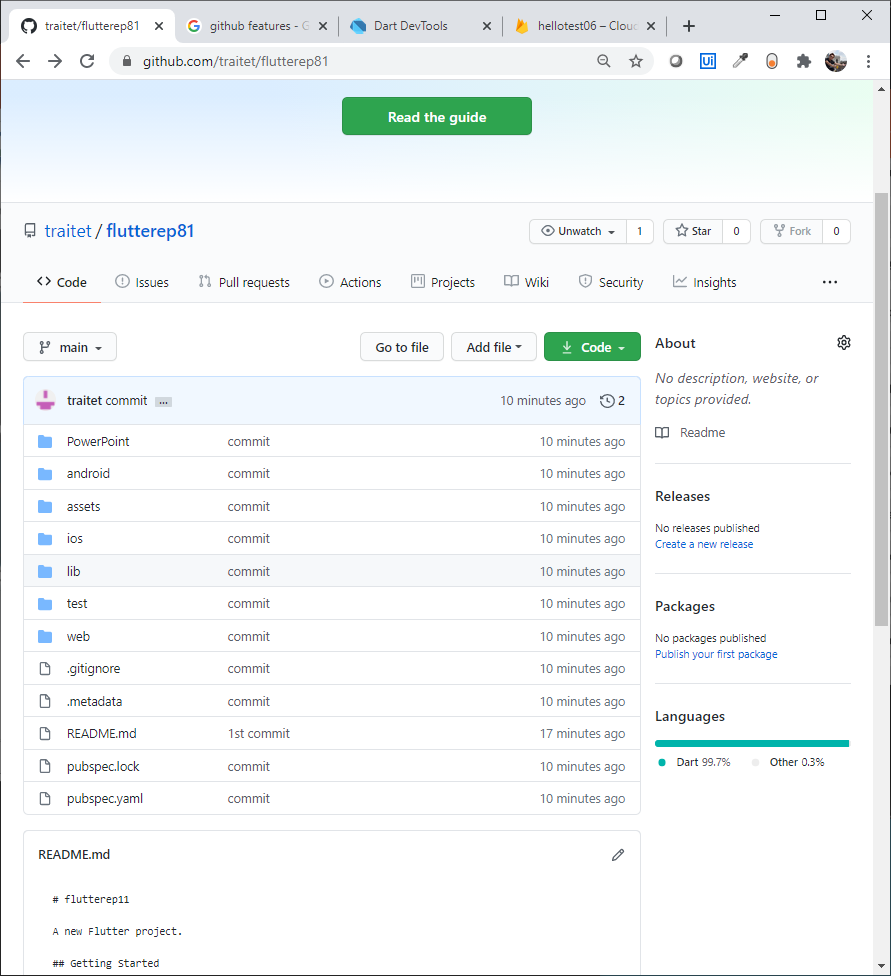 traitet/flutterep81
github features - G
Dart DevTools
hellotest06 – Cloud
github.com/traitet/flutterep81
Ui
Read the guide
traitet / flutterep81
Unwatch 1
Star 0
Fork 0
Code
Issues
Pull requests
Actions
Projects
Wiki
Security
Insights
main
Go to file
Add file
Code
traitet commit ... 10 minutes ago 2
PowerPoint commit 10 minutes ago
android commit 10 minutes ago
assets commit 10 minutes ago
ios commit 10 minutes ago
lib commit 10 minutes ago
test commit 10 minutes ago
web commit 10 minutes ago
.gitignore commit 10 minutes ago
.metadata commit 10 minutes ago
README.md 1st commit 17 minutes ago
pubspec.lock commit 10 minutes ago
pubspec.yaml commit 10 minutes ago
README.md
# flutterep11
A new Flutter project.
## Getting Started
About
No description, website, or
topics provided.
Readme
Releases
No releases published
Create a new release
Packages
No packages published
Publish your first package
Languages
Dart 99.7% Other 0.3%